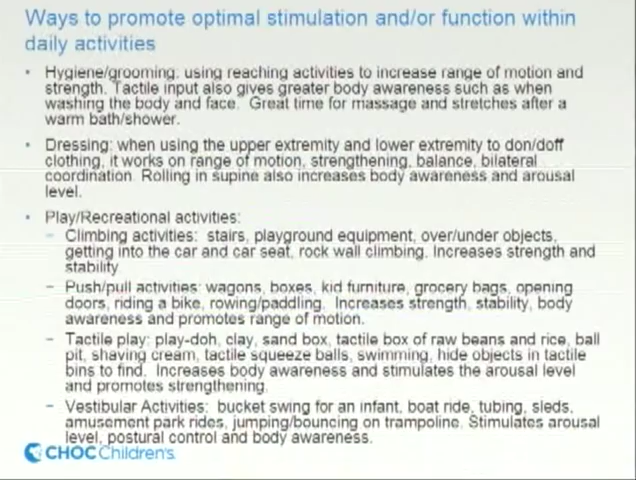 Ways to promote optimal stimulation and/or function within
daily activities
• Hygiene/grooming: using reaching activities to increase range of motion and
strength. Tactile input also gives greater body awareness such as when
washing the body and face. Great time for massage and stretches after a
warm bath/shower.
• Dressing: when using the upper extremity and lower extremity to don/doff
clothing, it works on range of motion, strengthening, balance, bilateral
coordination. Rolling in supine also increases body awareness and arousal
level.
• Play/Recreational activities:
– Climbing activities: stairs, playground equipment, over/under objects,
getting into the car and car seat, rock wall climbing. Increases strength and
stability
– Push/pull activities: wagons, boxes, kid furniture, grocery bags, opening
doors, riding a bike, rowing/paddling. Increases strength, stability, body
awareness and promotes range of motion.
– Tactile play: play-doh, clay, sand box, tactile box of raw beans and rice, ball
pit, shaving cream, tactile squeeze balls, swimming, hide objects in tactile
bins to find. Increases body awareness and stimulates the arousal level
and promotes strengthening.
– Vestibular Activities: bucket swing for an infant, boat ride, tubing, sleds,
amusement park rides, jumping/bouncing on trampoline. Stimulates arousal
level, postural control and body awareness.
CHOC Children's.